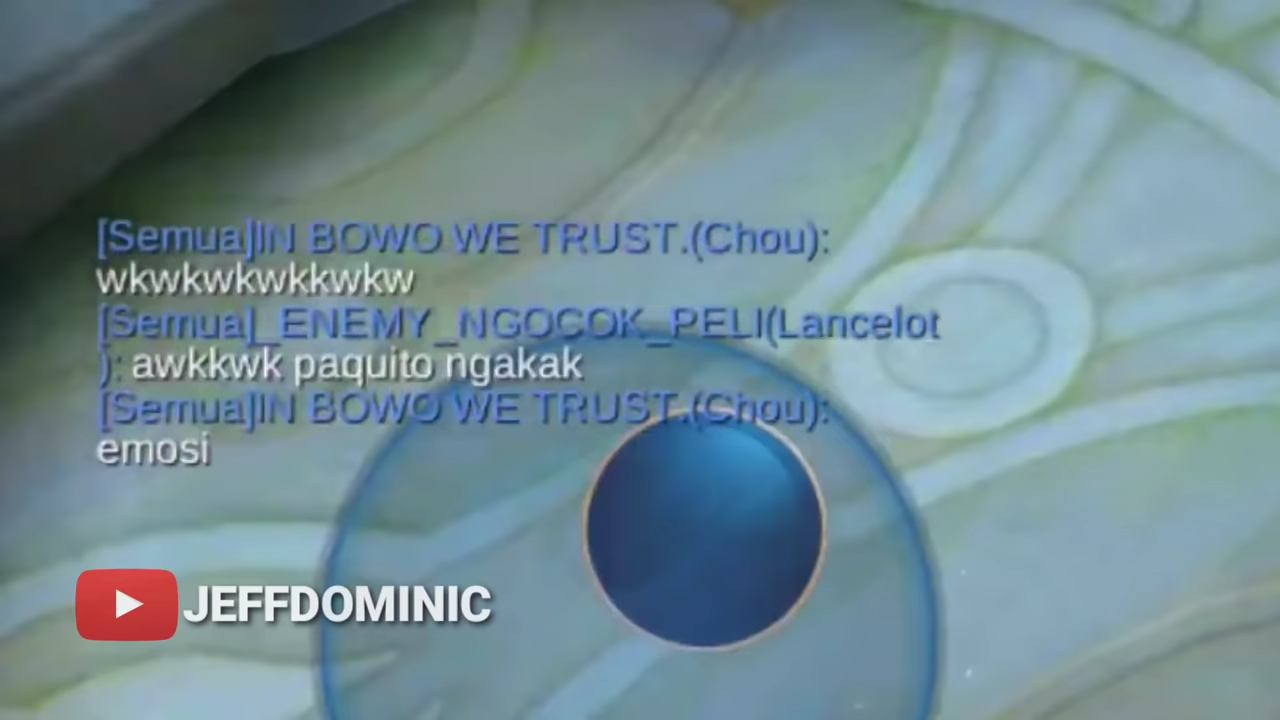 [Semua]IN BOWO WE TRUST.(Chou):
wkwkwkwkkwkw
[Semua]_ENEMY_NGOCOK_PELI(Lancelot
): awkkwk paquito ngakak
[Semua]IN BOWO WE TRUST.(Chou):
emosi
JEFFDOMINIC